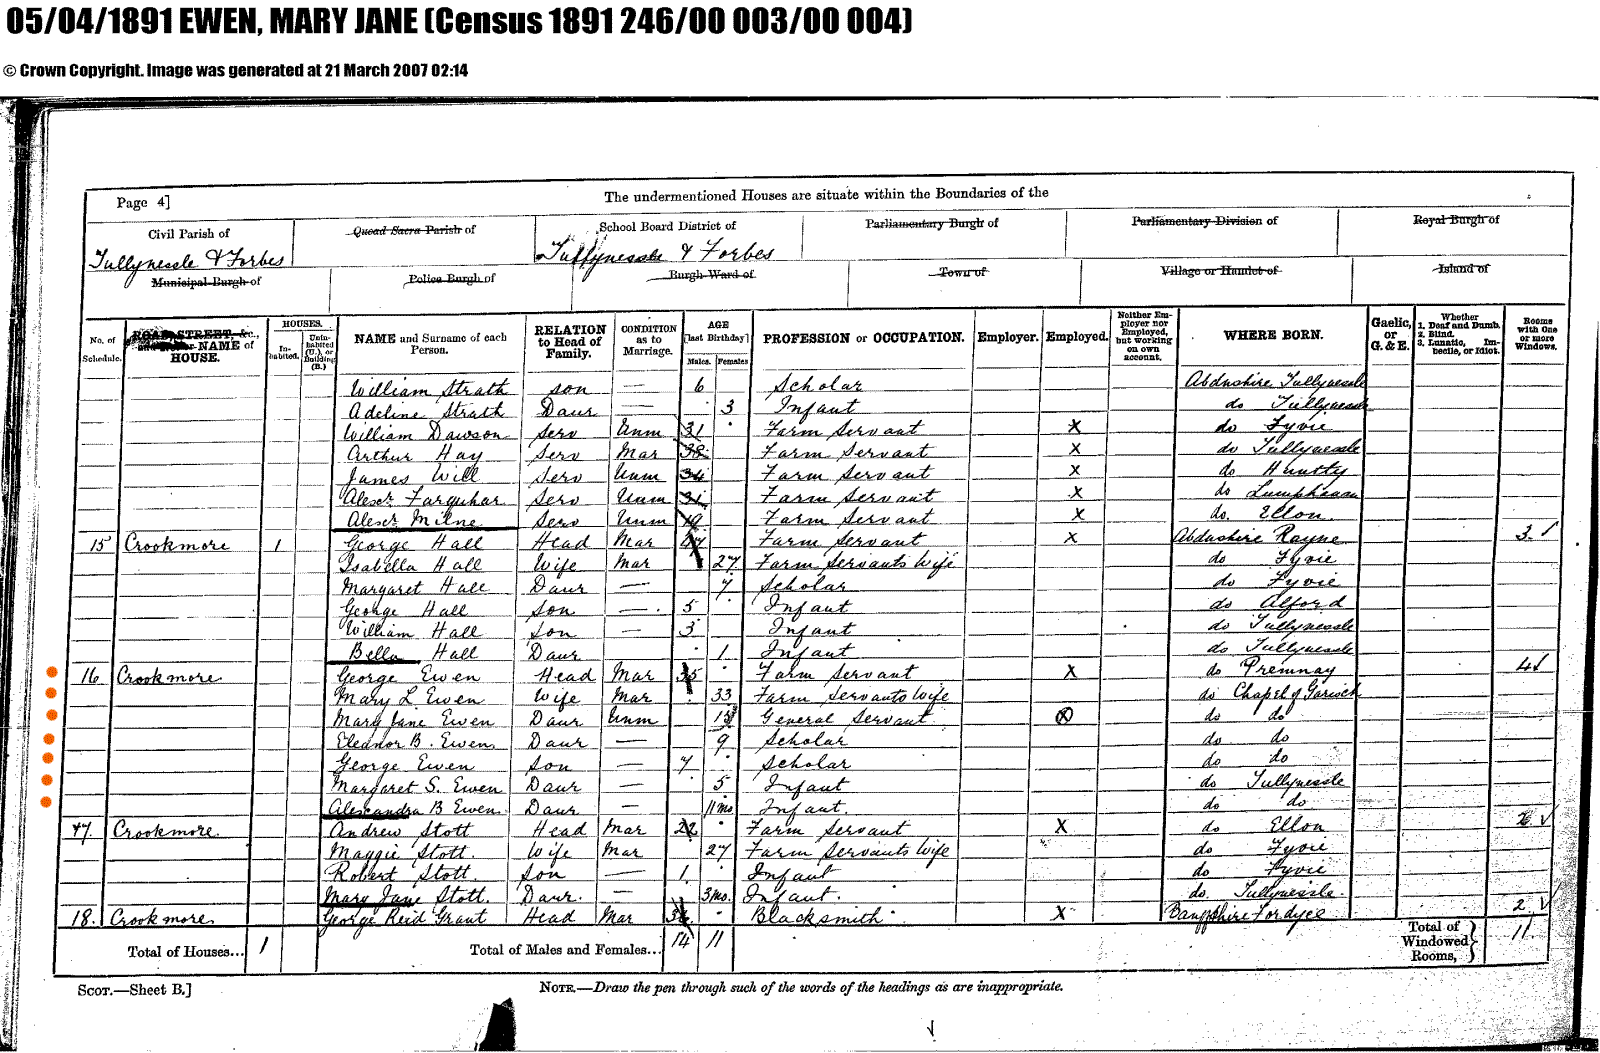 05/04/1891 EWEN, MARY JANE (Census 1891 246/00 003/00 004)
© Crown Copyright. Image was generated at 21 March 2007 02:14
Page 4]
The undermentioned Houses are situate within the Boundaries of the
Civil Parish of Quoad Sacra Parish of School Board District of Parliamentary Burgh of Parliamentary Division of Royal Burgh of
Tullynessle & Forbes Tullynessle & Forbes
Municipal Burgh of Police Burgh of Burgh Ward of Town of Village or Hamlet of Island of
No. of Schedule. ROAD, STREET, &c., and NAME of HOUSE. HOUSES. Inhabited. Uninhabited (U.), or Building (B.) NAME and Surname of each Person. RELATION to Head of Family. CONDITION as to Marriage. AGE [last Birthday] Males. Females. PROFESSION or OCCUPATION. Employer. Employed. Neither Employer nor Employed, but working on own account. WHERE BORN. Gaelic, or G. & E. Whether 1. Deaf and Dumb. 2. Blind. 3. Lunatic, Imbecile, or Idiot. Rooms with One or more Windows.
William Strath son — 6 Scholar Abdnshire Tullynessle
Adeline Strath Daur — 3 Infant do Tullynessle
William Dawson Serv Unm 21 Farm Servant X do Fyvie
Arthur Hay Serv Mar 38 Farm Servant X do Tullynessle
James Will Serv Unm 34 Farm Servant X do Huntly
Alexr Farquhar Serv Unm 21 Farm Servant X do Lumphanan
Alexr Milne Serv Unm 19 Farm Servant X do. Ellon
15 Crookmore 1 George Hall Head Mar Farm Servant X Abdnshire Rayne 3
Isabella Hall Wife Mar 27 Farm Servants Wife do Fyvie
Margaret Hall Daur — 7 Scholar do Fyvie
George Hall Son — 5 Infant do Alford
William Hall Son — 3 Infant do Tullynessle
Bella Hall Daur 1 Infant do Tullynessle
16 Crookmore George Ewen Head Mar 35 Farm Servant X do Premnay 4
Mary L Ewen Wife Mar 33 Farm Servants Wife do Chapel of Garioch
Mary Jane Ewen Daur Unm 13 General Servant X do do
Eleanor B. Ewen Daur — 9 Scholar do do
George Ewen Son — 7 Scholar do do
Margaret S. Ewen Daur — 5 Infant do Tullynessle
Alexandra B Ewen Daur — 11 mo Infant. do do
17. Crookmore. Andrew Stott Head Mar 22 Farm Servant X do Ellon 2 √
Maggie Stott. Wife Mar 27 Farm Servants Wife do Fyvie
Robert Stott. Son — 1 Infant do Fyvie
Mary Jane Stott. Daur. — 3mo. Infant. do. Tullynessle.
18. Crookmore George Reid Grant Head Mar Blacksmith X Banffshire Fordyce 2 √
Total of Houses... 1 Total of Males and Females... 14 11 Total of Windowed Rooms, 11
SCOT.—Sheet B.]
NOTE.—Draw the pen through such of the words of the headings as are inappropriate.